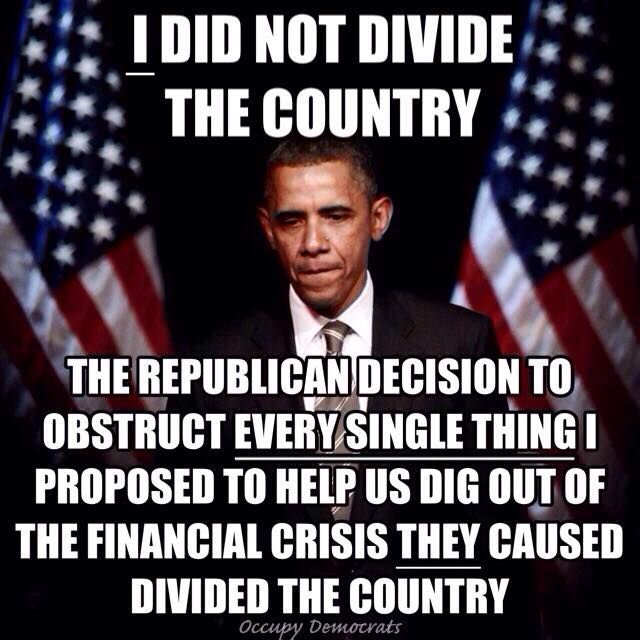 I DID NOT DIVIDE
THE COUNTRY
THE REPUBLICAN DECISION TO
OBSTRUCT EVERY SINGLE THING I
PROPOSED TO HELP US DIG OUT OF
THE FINANCIAL CRISIS THEY CAUSED
DIVIDED THE COUNTRY
Occupy Democrats